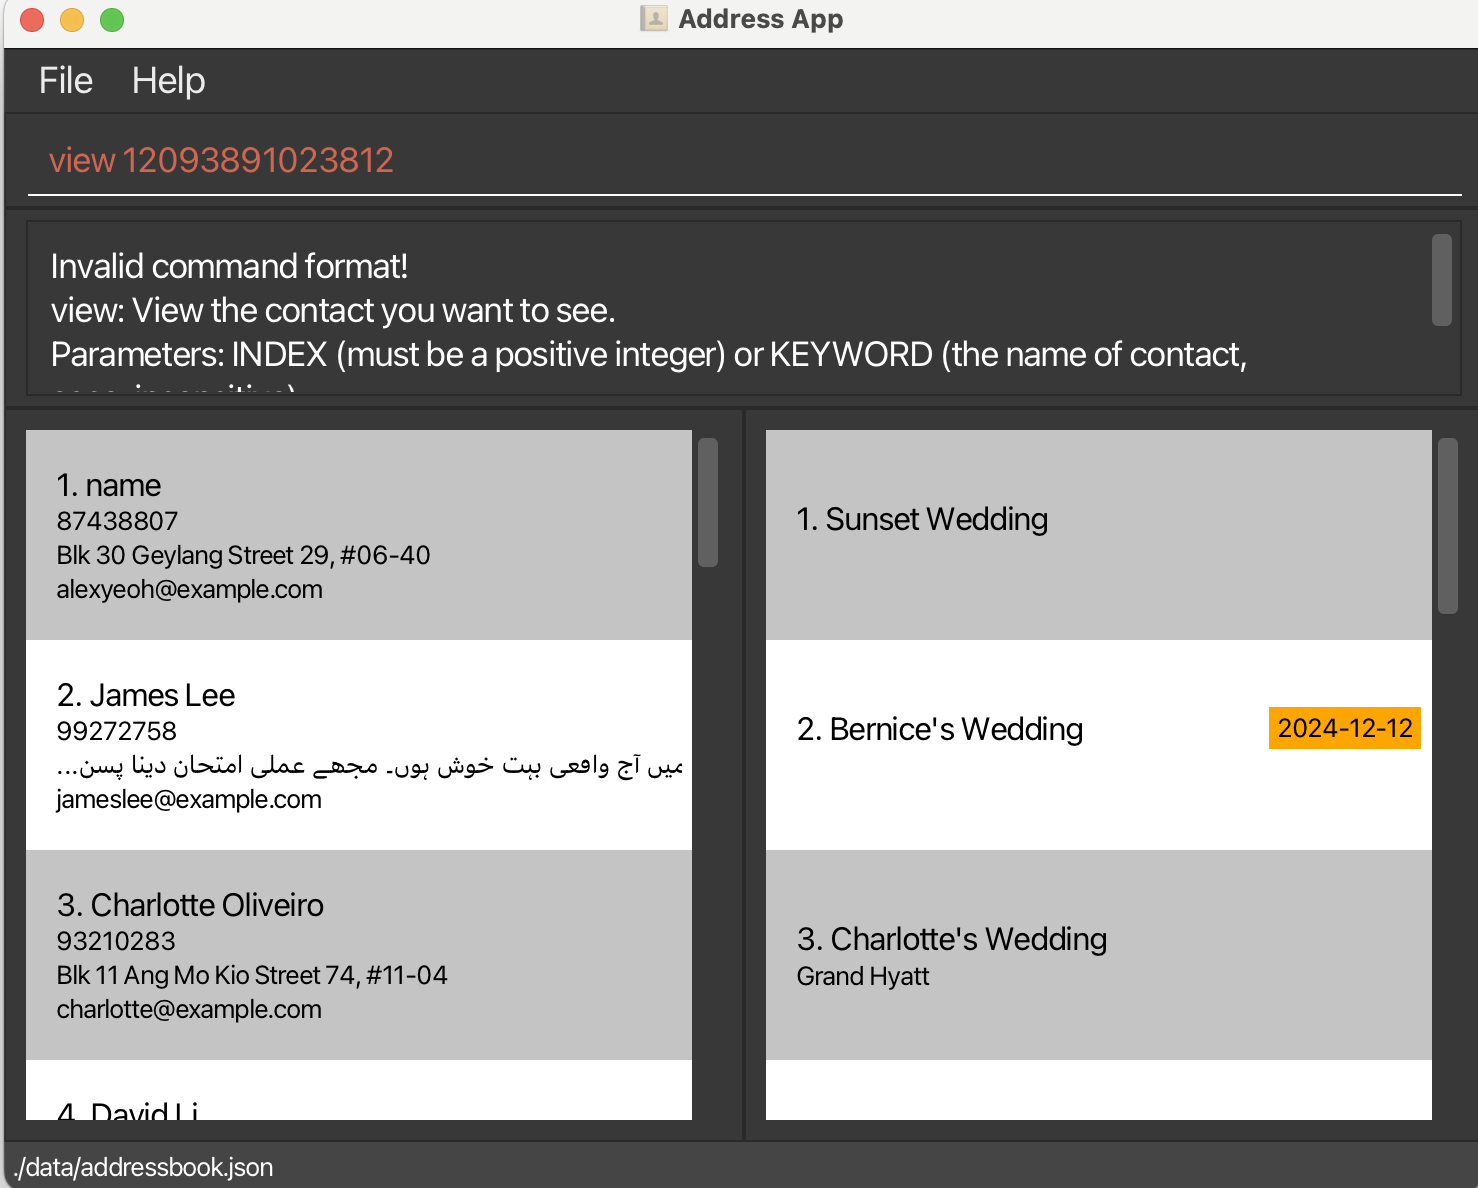 Address App
File Help
view 12093891023812
Invalid command format!
view: View the contact you want to see.
Parameters: INDEX (must be a positive integer) or KEYWORD (the name of contact,
1. name
87438807
Blk 30 Geylang Street 29, #06-40
alexyeoh@example.com
2. James Lee
99272758
میں آج واقعی بہت خوش ہوں۔ مجھے عملی امتحان دینا پسن...
jameslee@example.com
3. Charlotte Oliveiro
93210283
Blk 11 Ang Mo Kio Street 74, #11-04
charlotte@example.com
4. David Li
1. Sunset Wedding
2. Bernice's Wedding
2024-12-12
3. Charlotte's Wedding
Grand Hyatt
./data/addressbook.json